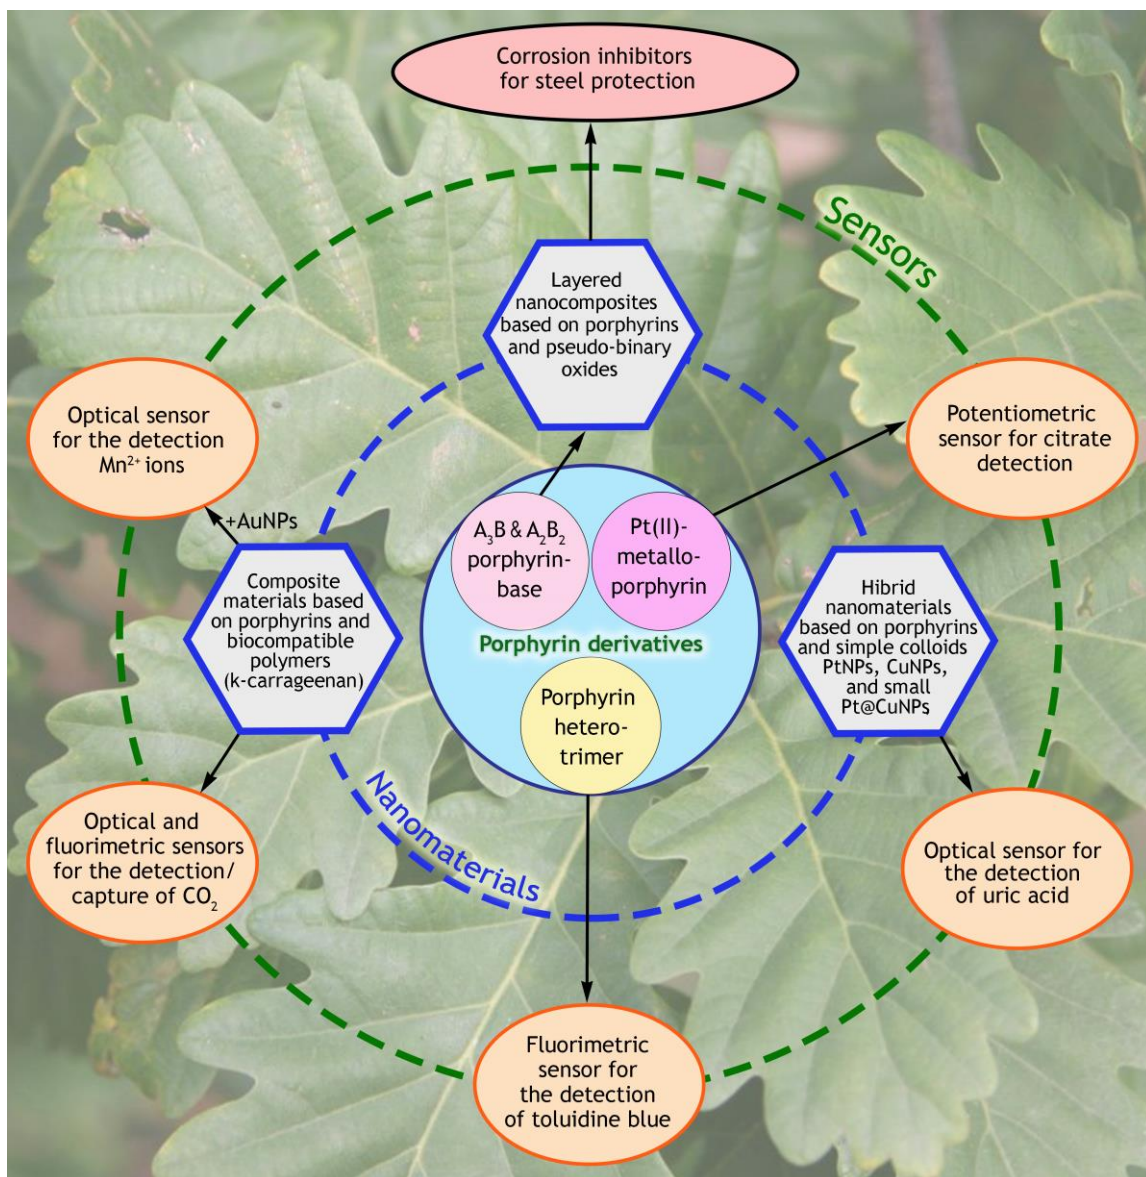 Corrosion inhibitors
for steel protection
Sensors
Layered
nanocomposites
based on porphyrins
and pseudo-binary
oxides
Optical sensor
for the detection
Mn²⁺ ions
Potentiometric
sensor for citrate
detection
+AuNPs
A₃B & A₂B₂
porphyrin-
base
Pt(II)-
metallo-
porphyrin
Composite
materials based
on porphyrins and
biocompatible
polymers
(k-carrageenan)
Hibrid
nanomaterials
based on porphyrins
and simple colloids
PtNPs, CuNPs,
and small
Pt@CuNPs
Porphyrin derivatives
Porphyrin
hetero-
trimer
Nanomaterials
Optical and
fluorimetric sensors
for the detection/
capture of CO₂
Optical sensor for
the detection
of uric acid
Fluorimetric
sensor for
the detection
of toluidine blue